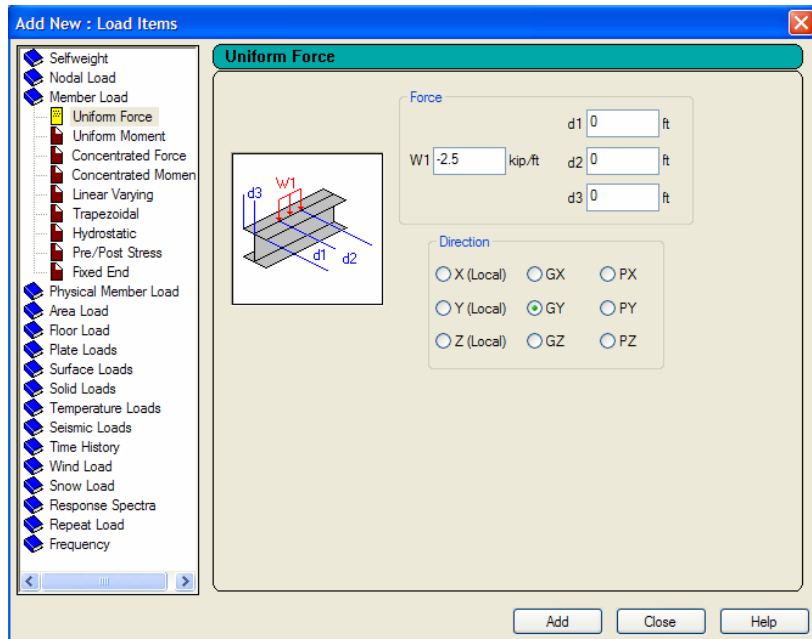 Add New : Load Items
Selfweight
Nodal Load
Member Load
Uniform Force
Uniform Moment
Concentrated Force
Concentrated Momen
Linear Varying
Trapezoidal
Hydrostatic
Pre/Post Stress
Fixed End
Physical Member Load
Area Load
Floor Load
Plate Loads
Surface Loads
Solid Loads
Temperature Loads
Seismic Loads
Time History
Wind Load
Snow Load
Response Spectra
Repeat Load
Frequency
Uniform Force
W1
d3
d1
d2
Force
d1 0 ft
W1 -2.5 kip/ft d2 0 ft
d3 0 ft
Direction
X (Local) GX PX
Y (Local) GY PY
Z (Local) GZ PZ
Add Close Help